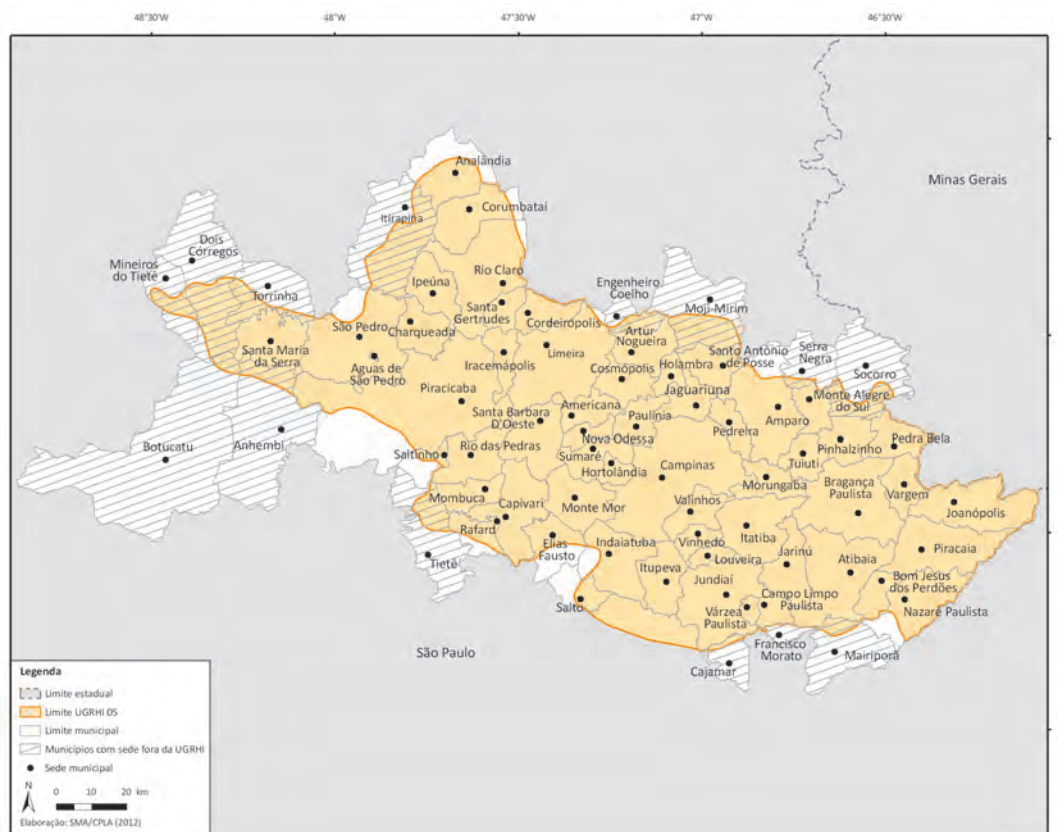 48°30'W
48°W
47°30'W
47°W
46°30'W
Minas Gerais
Analândia
Corumbataí
Itirapina
Dois
Córregos
Mineiros
do Tietê
Torrinha
Rio Claro
Ipeúna
Engenheiro
Coelho
Moji-Mirim
Santa
Gertrudes
Cordeirópolis
Charqueada
São Pedro
Artur
Nogueira
Santo Antônio
de Posse
Serra
Negra
Socorro
Santa Maria
da Serra
Águas de
São Pedro
Iracemápolis
Limeira
Cosmópolis
Holambra
Jaguariuna
Piracicaba
Monte Alegre
do Sul
Santa Barbara
D'Oeste
Americana
Paulínia
Pedreira
Amparo
Botucatu
Anhembi
Saltinho
Rio das Pedras
Nova Odessa
Sumaré
Hortolândia
Campinas
Tuiuti
Pinhalzinho
Pedra Bela
Mombuca
Capivari
Rafard
Monte Mor
Valinhos
Morungaba
Bragança
Paulista
Vargem
Joanópolis
Tietê
Elias
Fausto
Indaiatuba
Vinhedo
Itatiba
Louveira
Jarinú
Atibaia
Piracaia
Itupeva
Jundiaí
Campo Limpo
Paulista
Bom Jesus
dos Perdões
Salto
Várzea
Paulista
Nazaré Paulista
São Paulo
Francisco
Morato
Cajamar
Mairiporã
Legenda
Limite estadual
Limite UGRHI 05
Limite municipal
Municípios com sede fora da UGRHI
Sede municipal
N
0 10 20 km
Elaboração: SMA/CPLA (2012)